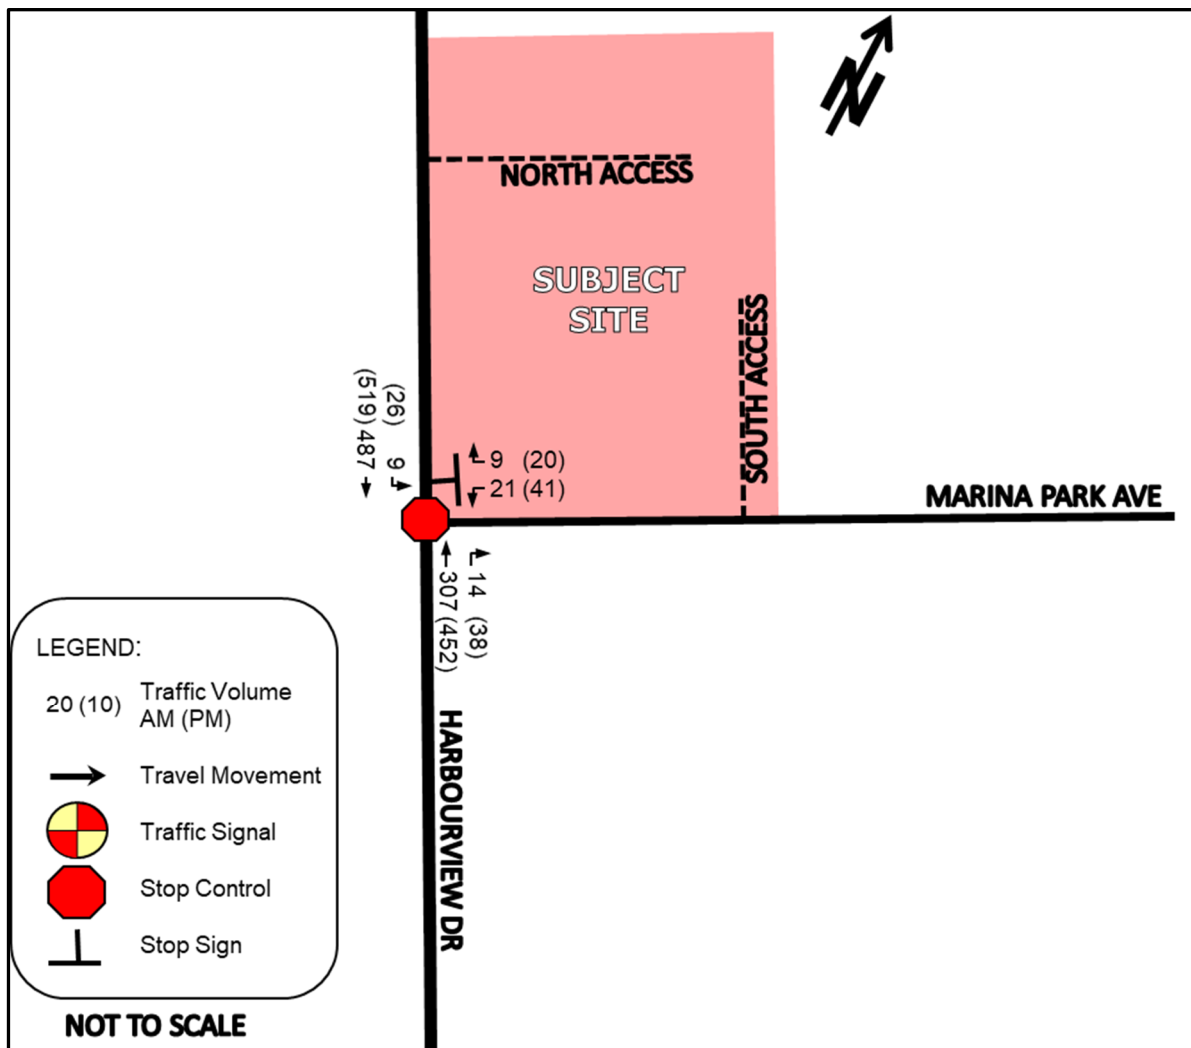 N
NORTH ACCESS
SUBJECT
SITE
SOUTH ACCESS
(26) 9
(519) 487
9 (20)
21 (41)
MARINA PARK AVE
14 (38)
307 (452)
HARBOURVIEW DR
LEGEND:
20 (10) Traffic Volume
AM (PM)
Travel Movement
Traffic Signal
Stop Control
Stop Sign
NOT TO SCALE